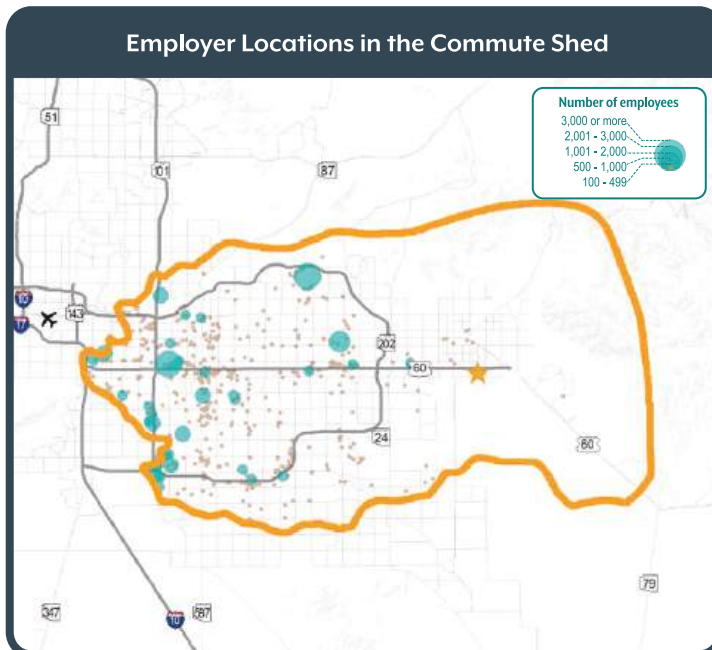 Employer Locations in the Commute Shed
Number of employees
3,000 or more
2,001 - 3,000
1,001 - 2,000
500 - 1,000
100 - 499
51
101
87
10
17
143
202
60
24
60
79
347
10
587